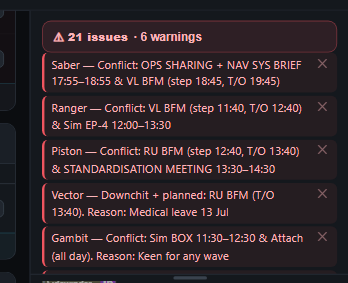 ⚠ 21 issues · 6 warnings
Saber — Conflict: OPS SHARING + NAV SYS BRIEF
17:55–18:55 & VL BFM (step 18:45, T/O 19:45)
Ranger — Conflict: VL BFM (step 11:40, T/O 12:40)
& Sim EP-4 12:00–13:30
Piston — Conflict: RU BFM (step 12:40, T/O 13:40)
& STANDARDISATION MEETING 13:30–14:30
Vector — Downchit + planned: RU BFM (T/O
13:40). Reason: Medical leave 13 Jul
Gambit — Conflict: Sim BOX 11:30–12:30 & Attach
(all day). Reason: Keen for any wave